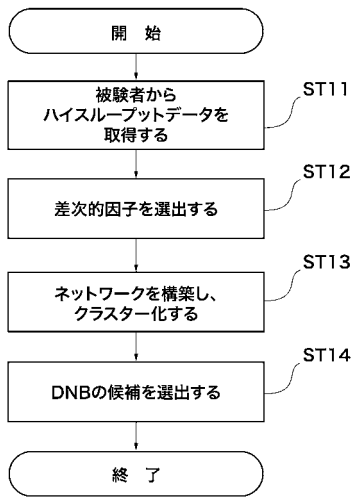 開 始
被験者から
ハイスループットデータを
取得する
ST11
差次的因子を選出する
ST12
ネットワークを構築し、
クラスター化する
ST13
DNBの候補を選出する
ST14
終 了